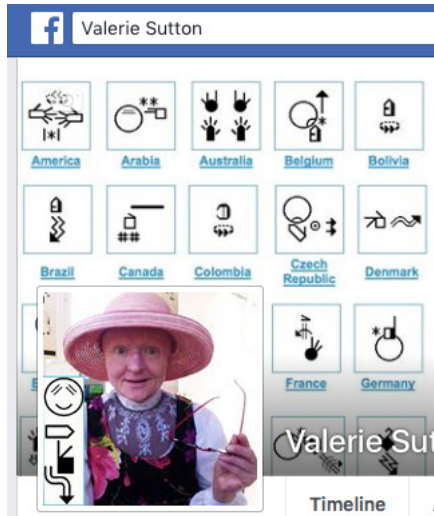 f Valerie Sutton
America Arabia Australia Belgium Bolivia
Brazil Canada Colombia Czech Republic Denmark
France Germany
Valerie Sut
Timeline